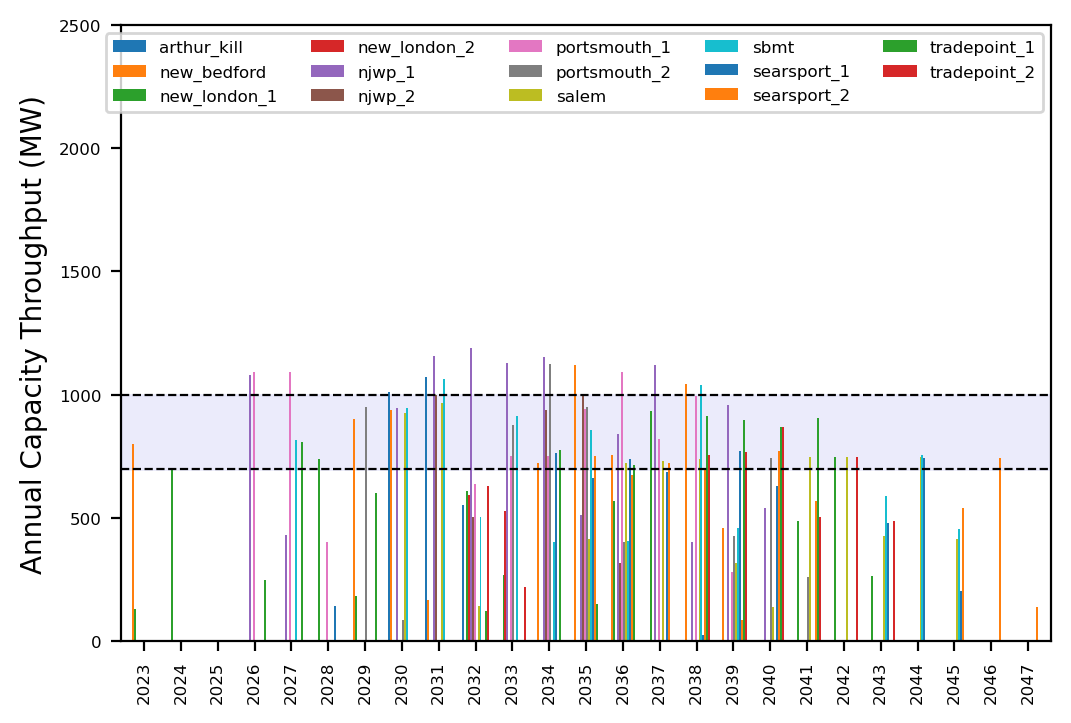 2500
arthur_kill new_london_2 portsmouth_1 sbmt tradepoint_1
new_bedford njwp_1 portsmouth_2 searsport_1 tradepoint_2
new_london_1 njwp_2 salem searsport_2
2000
1500
1000
500
0
Annual Capacity Throughput (MW)
2023 2024 2025 2026 2027 2028 2029 2030 2031 2032 2033 2034 2035 2036 2037 2038 2039 2040 2041 2042 2043 2044 2045 2046 2047